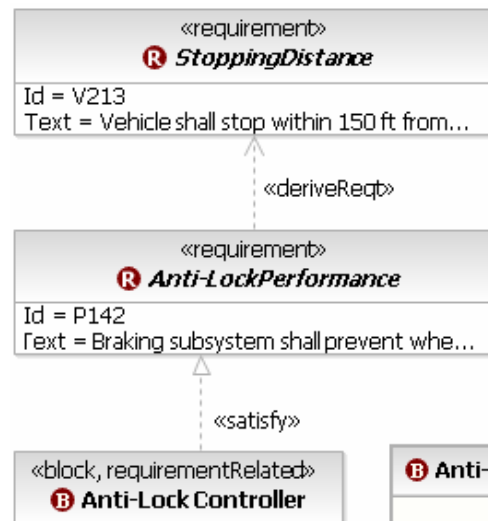 «requirement»
R StoppingDistance
Id = V213
Text = Vehicle shall stop within 150 ft from...
«deriveReqt»
«requirement»
R Anti-LockPerformance
Id = P142
Text = Braking subsystem shall prevent whe...
«satisfy»
«block, requirementRelated»
B Anti-Lock Controller
B Anti-